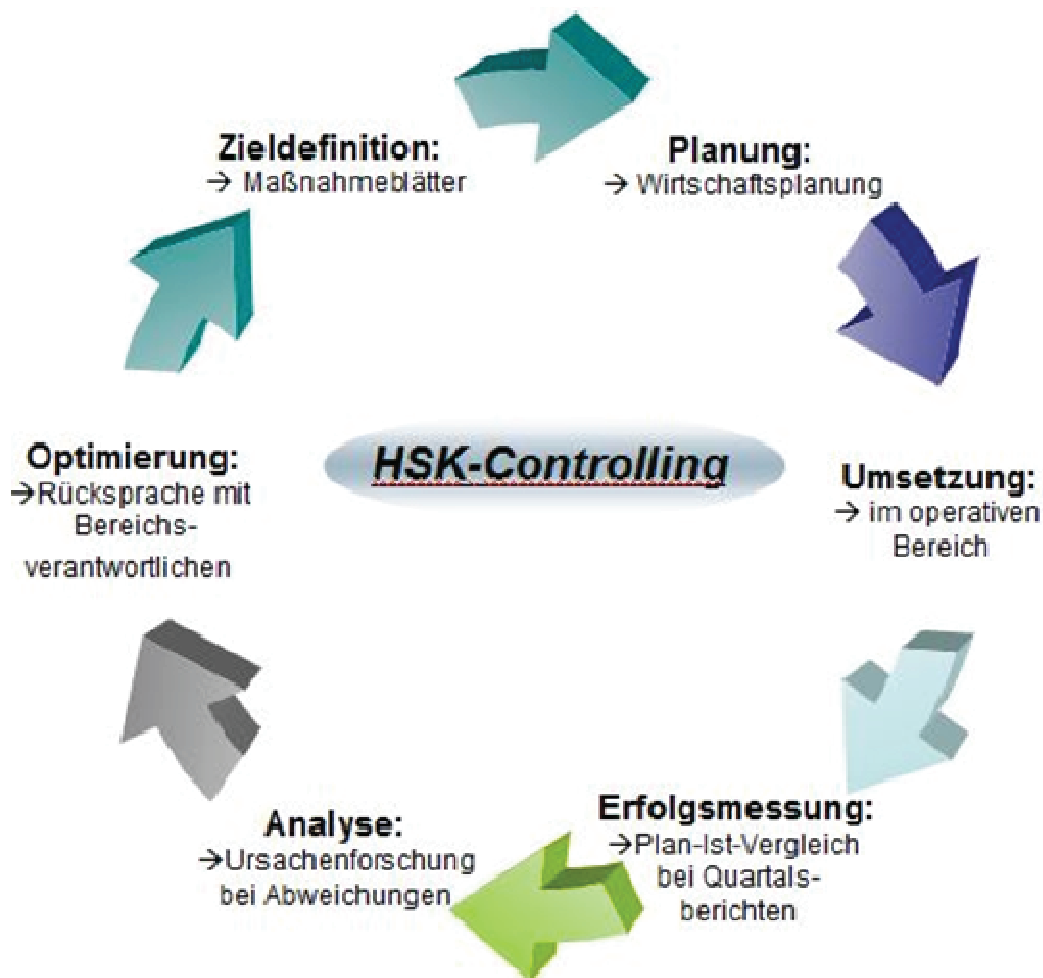 Zieldefinition:
→ Maßnahmeblätter
Planung:
→ Wirtschaftsplanung
HSK-Controlling
Umsetzung:
→ im operativen
Bereich
Erfolgsmessung:
→Plan-Ist-Vergleich
bei Quartals-
berichten
Analyse:
→Ursachenforschung
bei Abweichungen
Optimierung:
→Rücksprache mit
Bereichs-
verantwortlichen